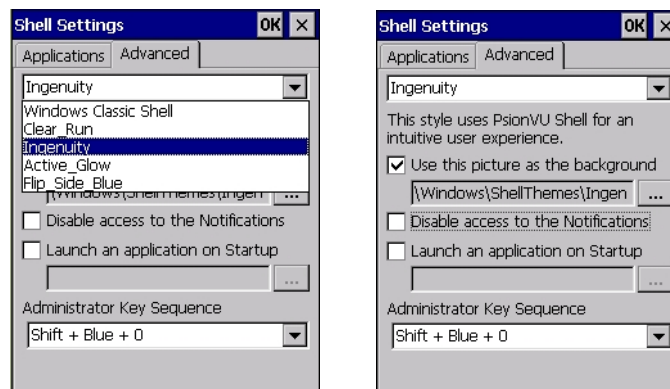 Shell Settings OK ×
Applications Advanced
Ingenuity
Windows Classic Shell
Clear_Run
Ingenuity
Active_Glow
Flip_Side_Blue
\Windows\ShellThemes\Ingen ...
Disable access to the Notifications
Launch an application on Startup
...
Administrator Key Sequence
Shift + Blue + 0
Shell Settings OK ×
Applications Advanced
Ingenuity
This style uses PsionVU Shell for an
intuitive user experience.
Use this picture as the background
\Windows\ShellThemes\Ingen ...
Disable access to the Notifications
Launch an application on Startup
...
Administrator Key Sequence
Shift + Blue + 0